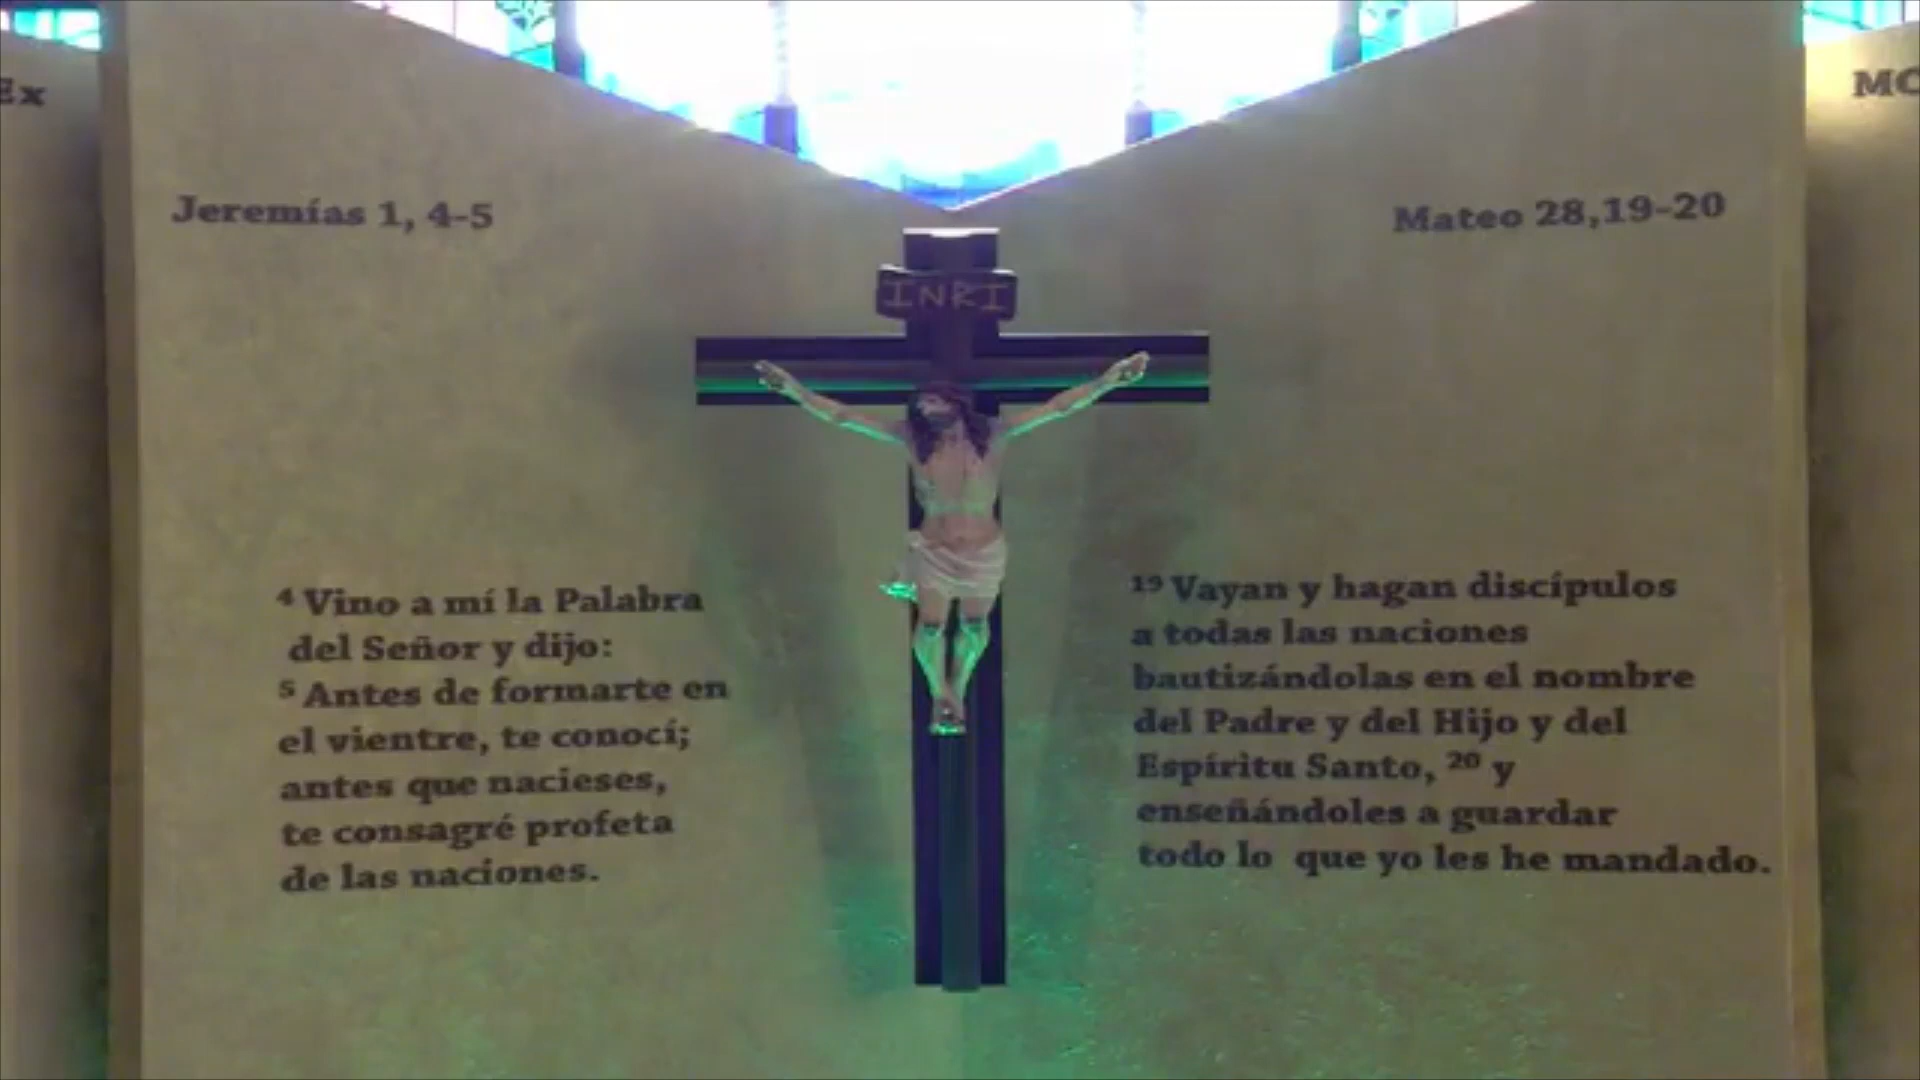 Ex
Jeremías 1, 4-5
⁴ Vino a mí la Palabra
del Señor y dijo:
⁵ Antes de formarte en
el vientre, te conocí;
antes que nacieses,
te consagré profeta
de las naciones.
INRI
Mateo 28,19-20
¹⁹ Vayan y hagan discípulos
a todas las naciones
bautizándolas en el nombre
del Padre y del Hijo y del
Espíritu Santo, ²⁰ y
enseñándoles a guardar
todo lo que yo les he mandado.
MC